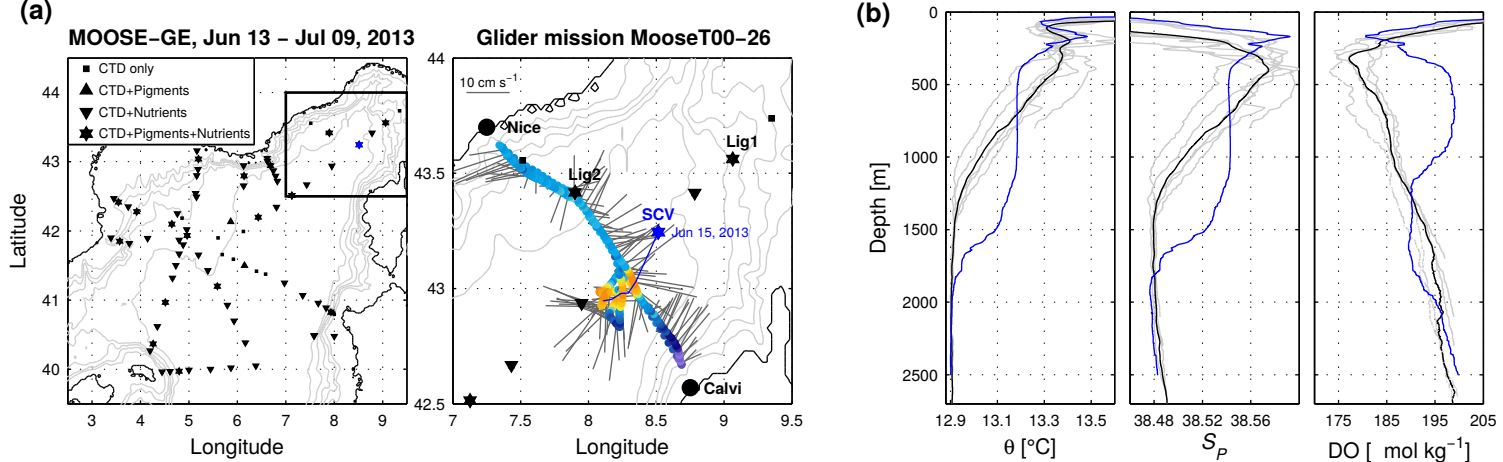 (a)
MOOSE−GE, Jun 13 − Jul 09, 2013
CTD only
CTD+Pigments
CTD+Nutrients
CTD+Pigments+Nutrients
Latitude
44
43
42
41
40
3 4 5 6 7 8 9
Longitude
Glider mission MooseT00−26
10 cm s⁻¹
Nice
Lig1
Lig2
SCV
Jun 15, 2013
Calvi
44
43.5
43
42.5
7 7.5 8 8.5 9 9.5
Longitude
(b)
Depth [m]
0
500
1000
1500
2000
2500
12.9 13.1 13.3 13.5
θ [°C]
38.48 38.52 38.56
S_P
175 185 195 205
DO [ mol kg⁻¹]